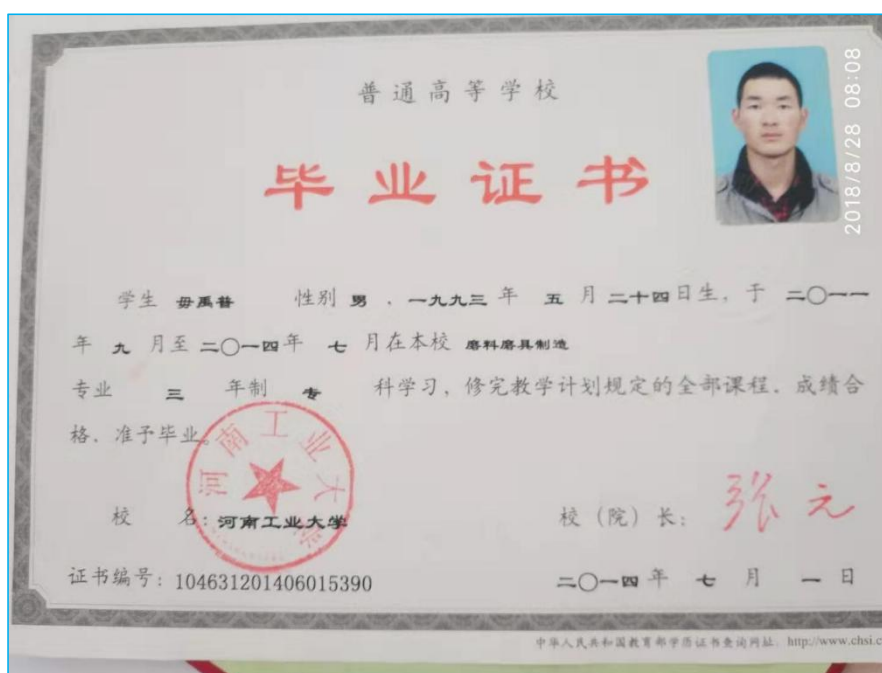 普通高等学校
毕业证书
2018/8/28 08:08
学生 毋禹普 性别 男 ，一九九三 年 五 月 二十四日生，于 二〇一一
年 九 月至 二〇一四年 七 月在本校 磨料磨具制造
专业 三 年制 专 科学习，修完教学计划规定的全部课程，成绩合
格，准予毕业。
河南工业大学
校 名：河南工业大学
校（院）长：张元
证书编号：104631201406015390
二〇一四年 七 月 一 日
中华人民共和国教育部学历证书查询网址：http://www.chsi.c